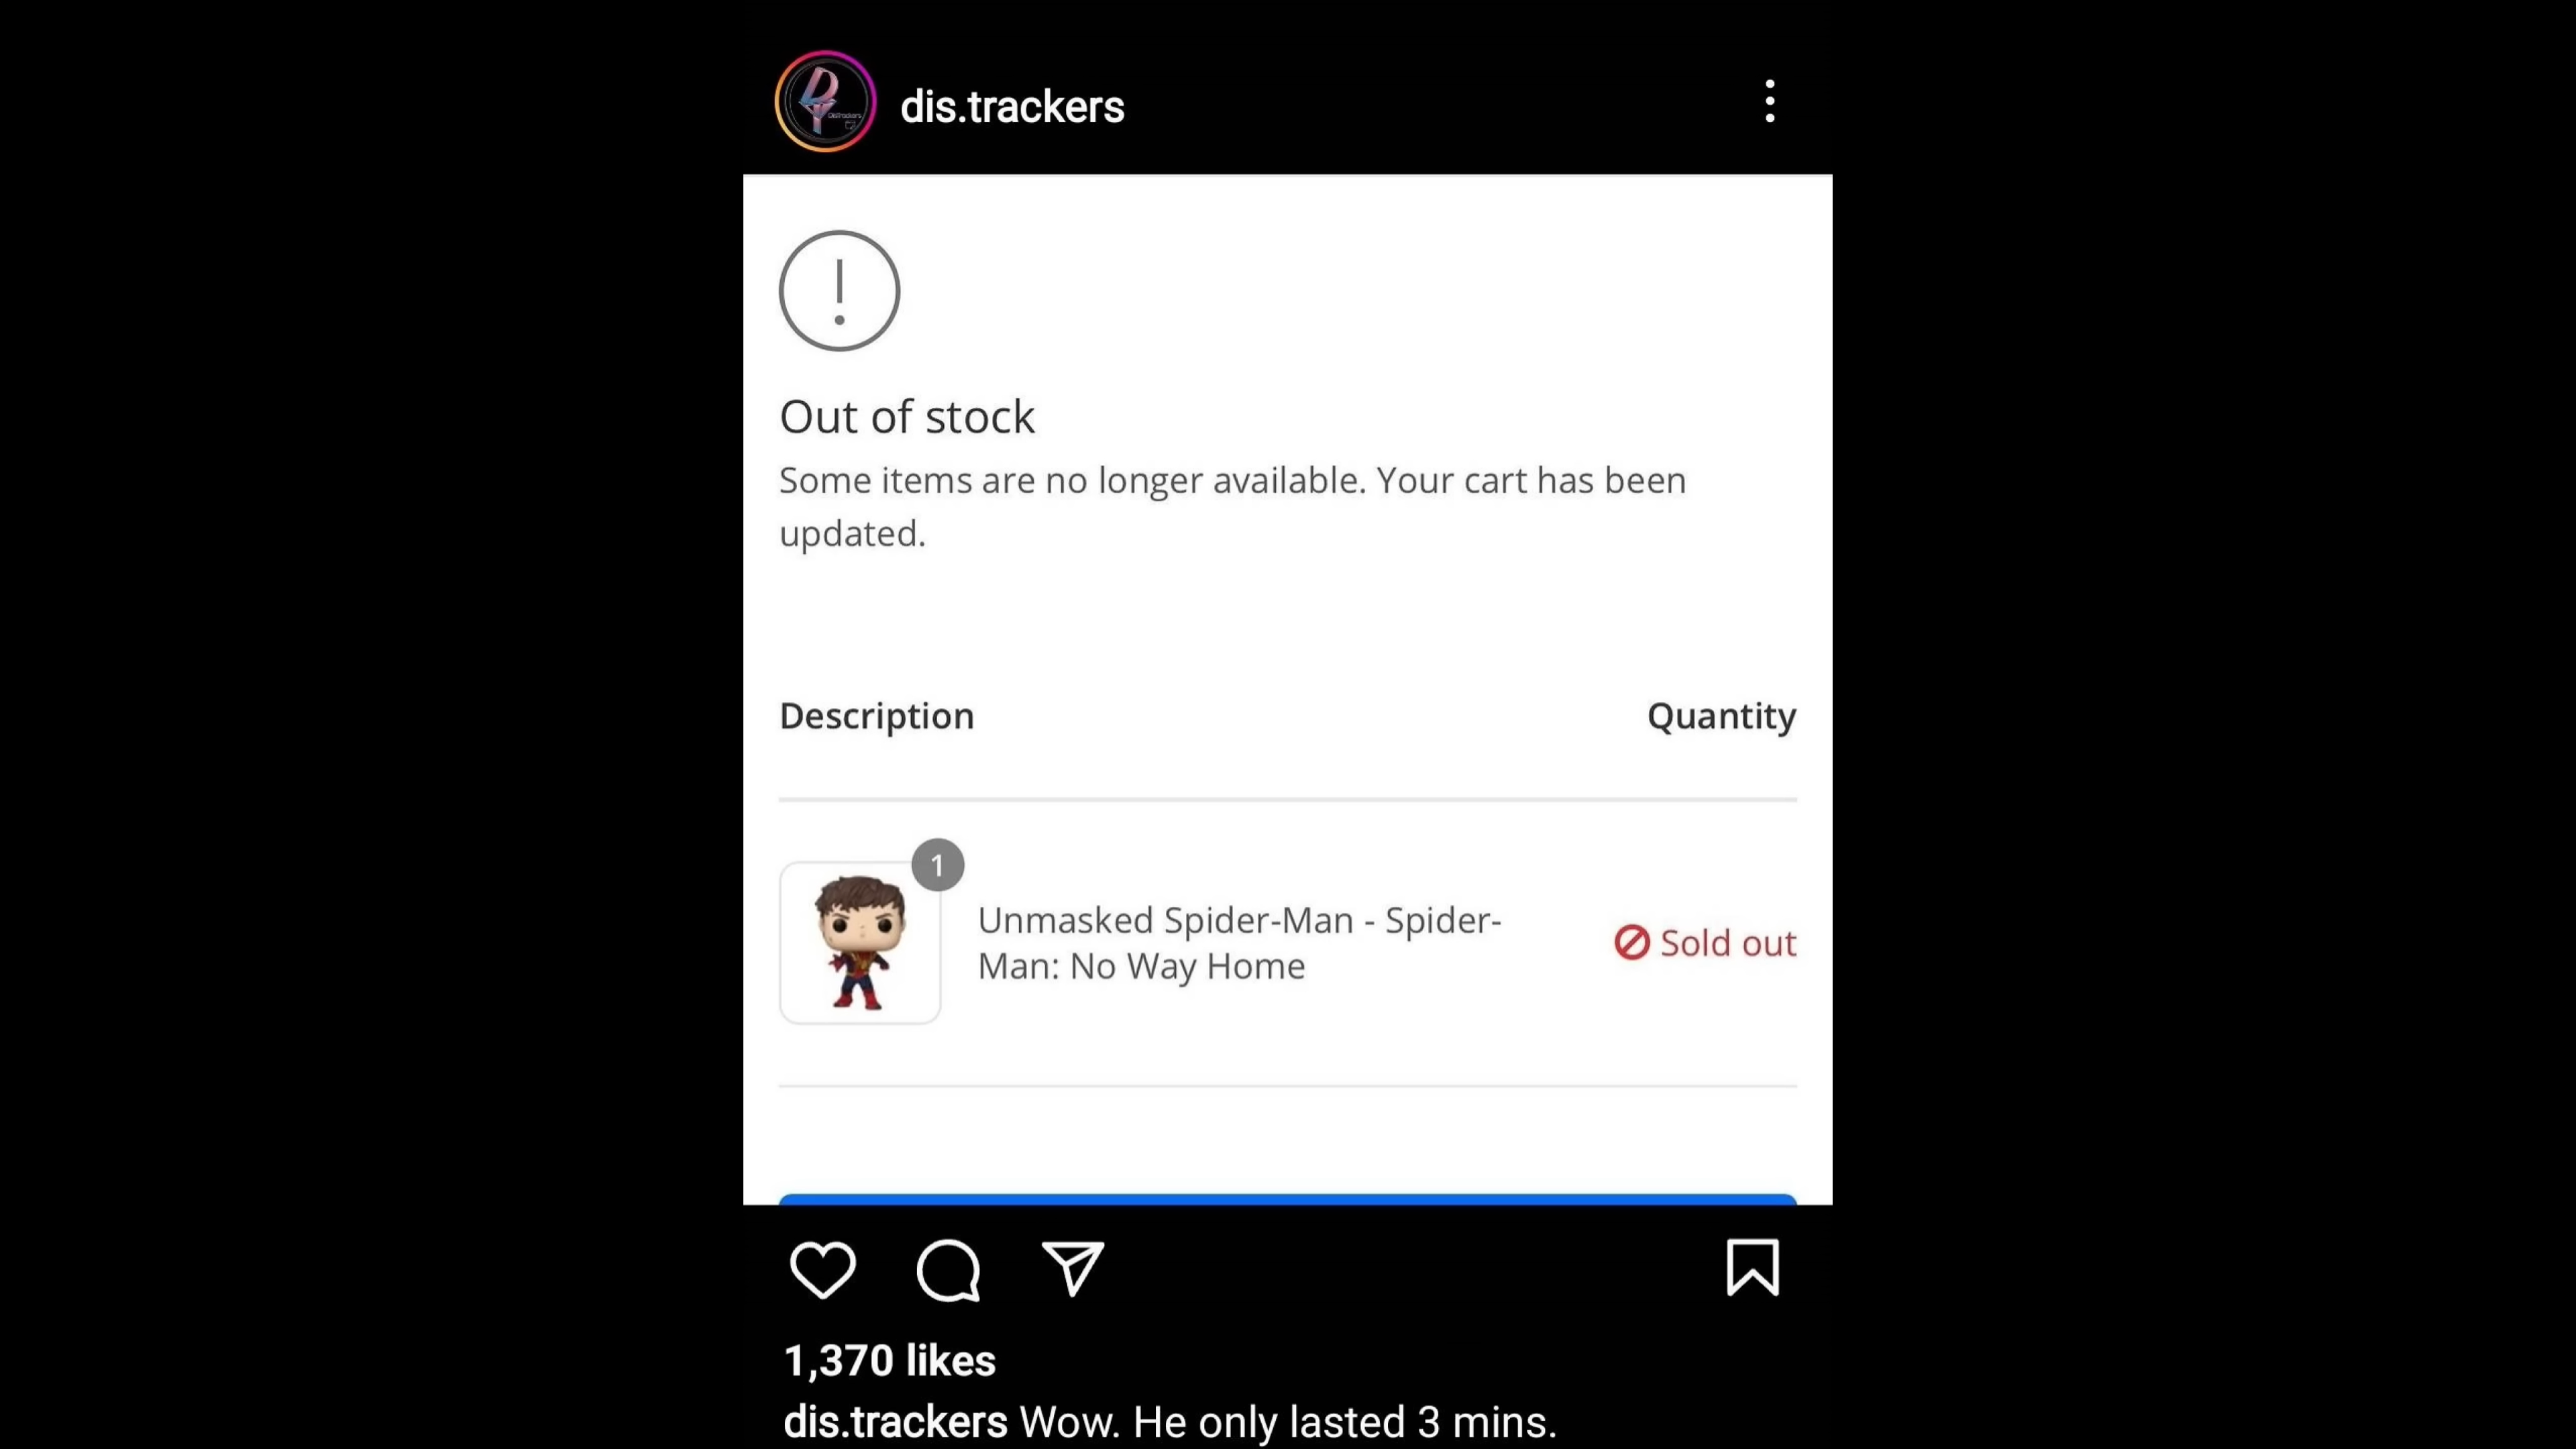 dis.trackers
Out of stock
Some items are no longer available. Your cart has been
updated.
Description Quantity
1
Unmasked Spider-Man - Spider-
Man: No Way Home
Sold out
1,370 likes
dis.trackers Wow. He only lasted 3 mins.